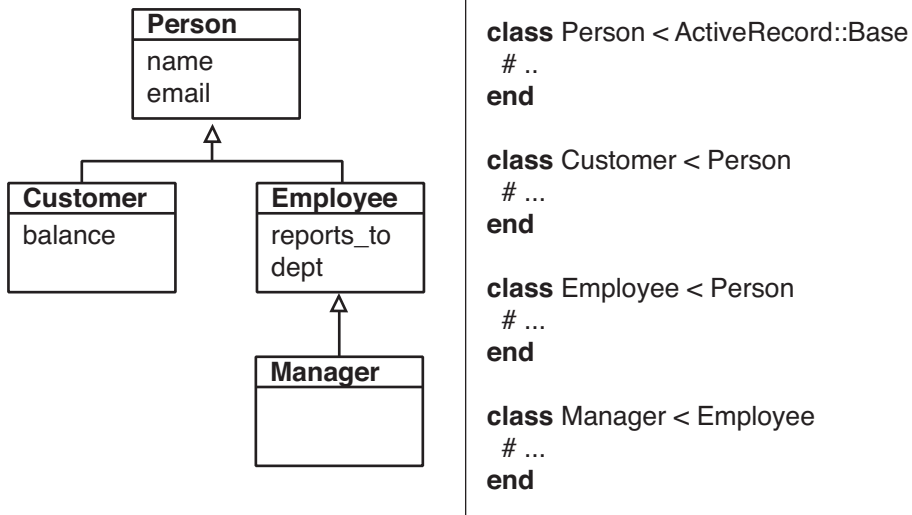 Person
name
email
Customer
balance
Employee
reports_to
dept
Manager
class Person < ActiveRecord::Base
# ..
end
class Customer < Person
# ...
end
class Employee < Person
# ...
end
class Manager < Employee
# ...
end